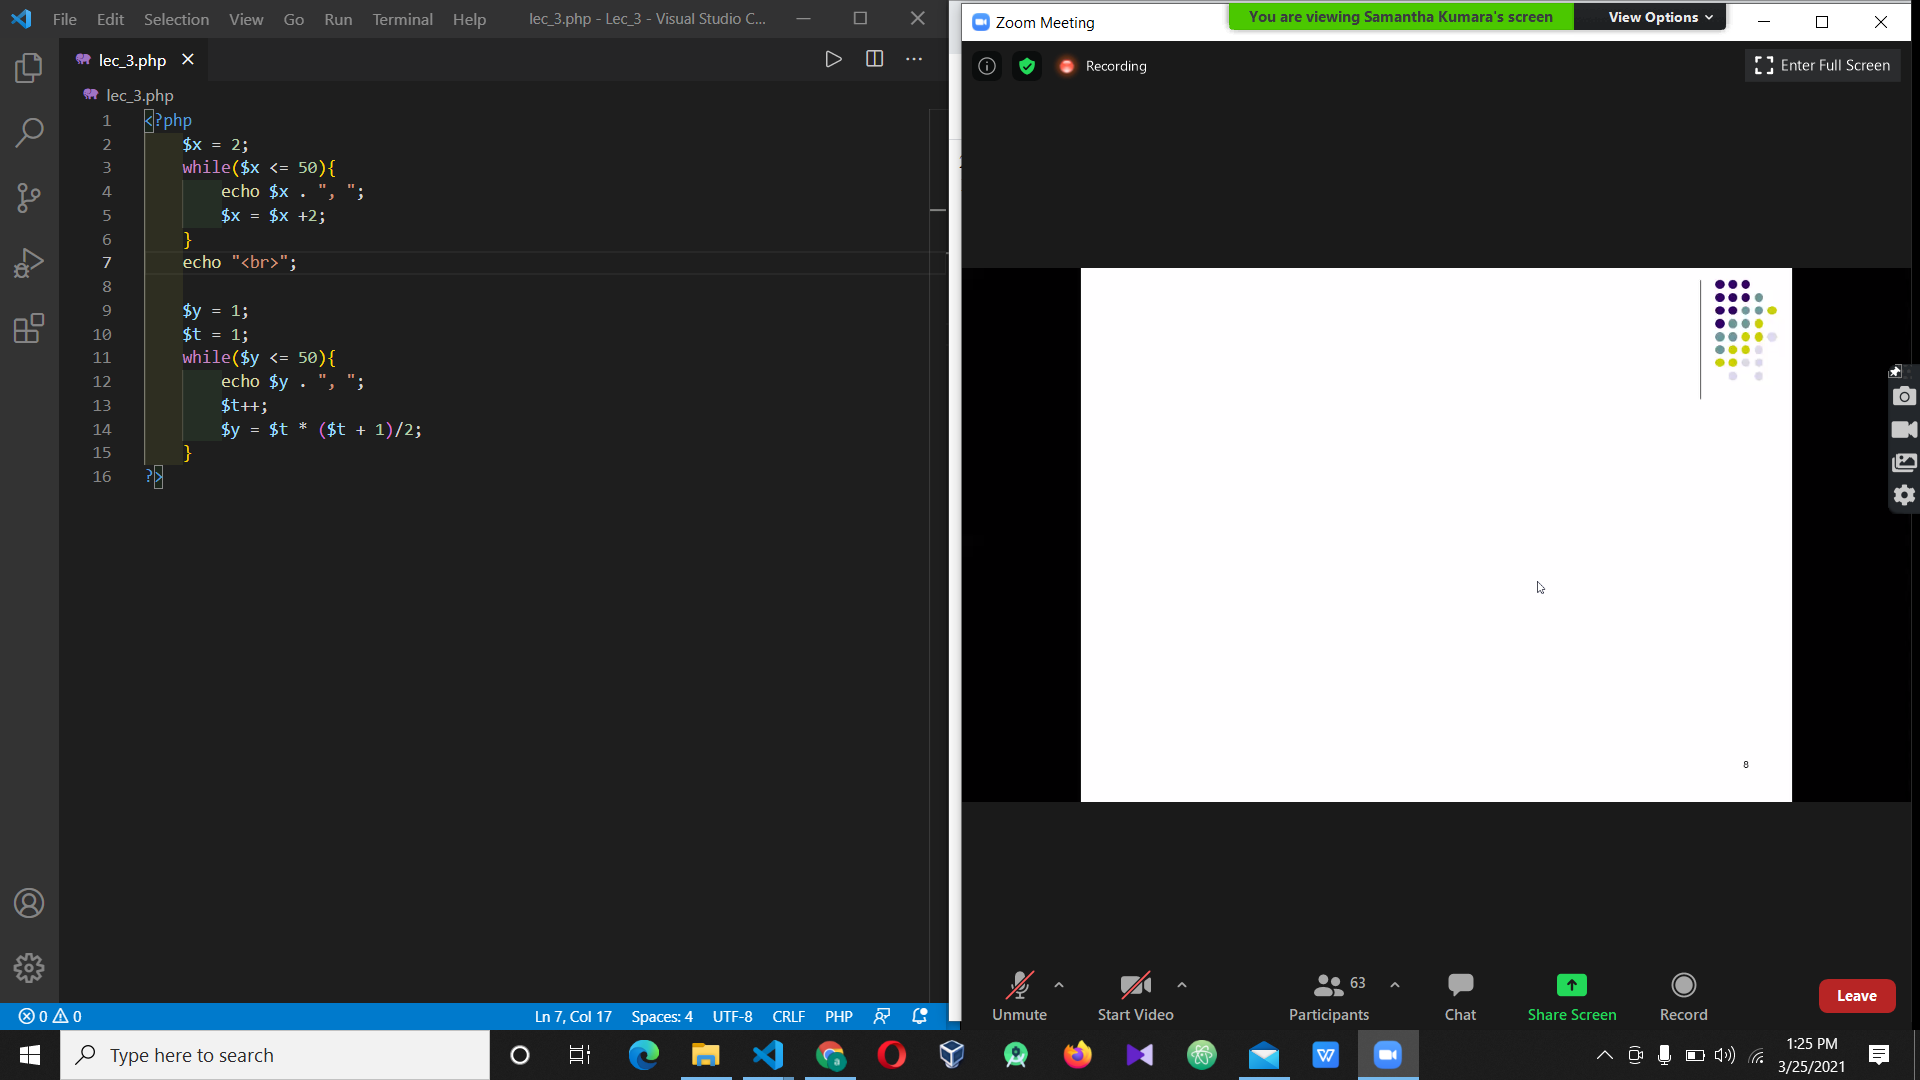 File Edit Selection View Go Run Terminal Help lec_3.php - Lec_3 - Visual Studio C...
lec_3.php
lec_3.php
1 <?php
2 $x = 2;
3 while($x <= 50){
4 echo $x . ", ";
5 $x = $x +2;
6 }
7 echo "<br>";
8
9 $y = 1;
10 $t = 1;
11 while($y <= 50){
12 echo $y . ", ";
13 $t++;
14 $y = $t * ($t + 1)/2;
15 }
16 ?>
0 0 Ln 7, Col 17 Spaces: 4 UTF-8 CRLF PHP
Zoom Meeting
You are viewing Samantha Kumara's screen View Options
Recording
Enter Full Screen
8
Unmute Start Video Participants 63 Chat Share Screen Record Leave
Type here to search
1:25 PM
3/25/2021